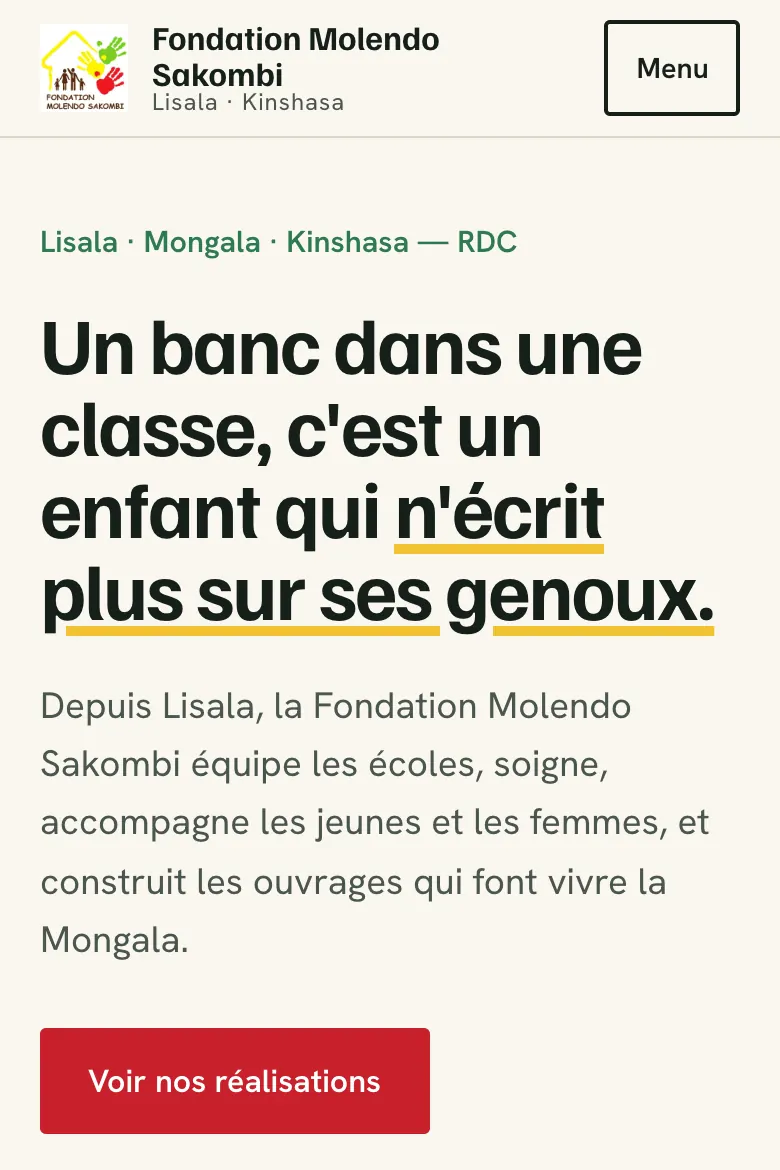 FONDATION
MOLENDO SAKOMBI
Fondation Molendo
Sakombi
Lisala · Kinshasa
Menu
Lisala · Mongala · Kinshasa — RDC
Un banc dans une
classe, c'est un
enfant qui n'écrit
plus sur ses genoux.
Depuis Lisala, la Fondation Molendo
Sakombi équipe les écoles, soigne,
accompagne les jeunes et les femmes, et
construit les ouvrages qui font vivre la
Mongala.
Voir nos réalisations